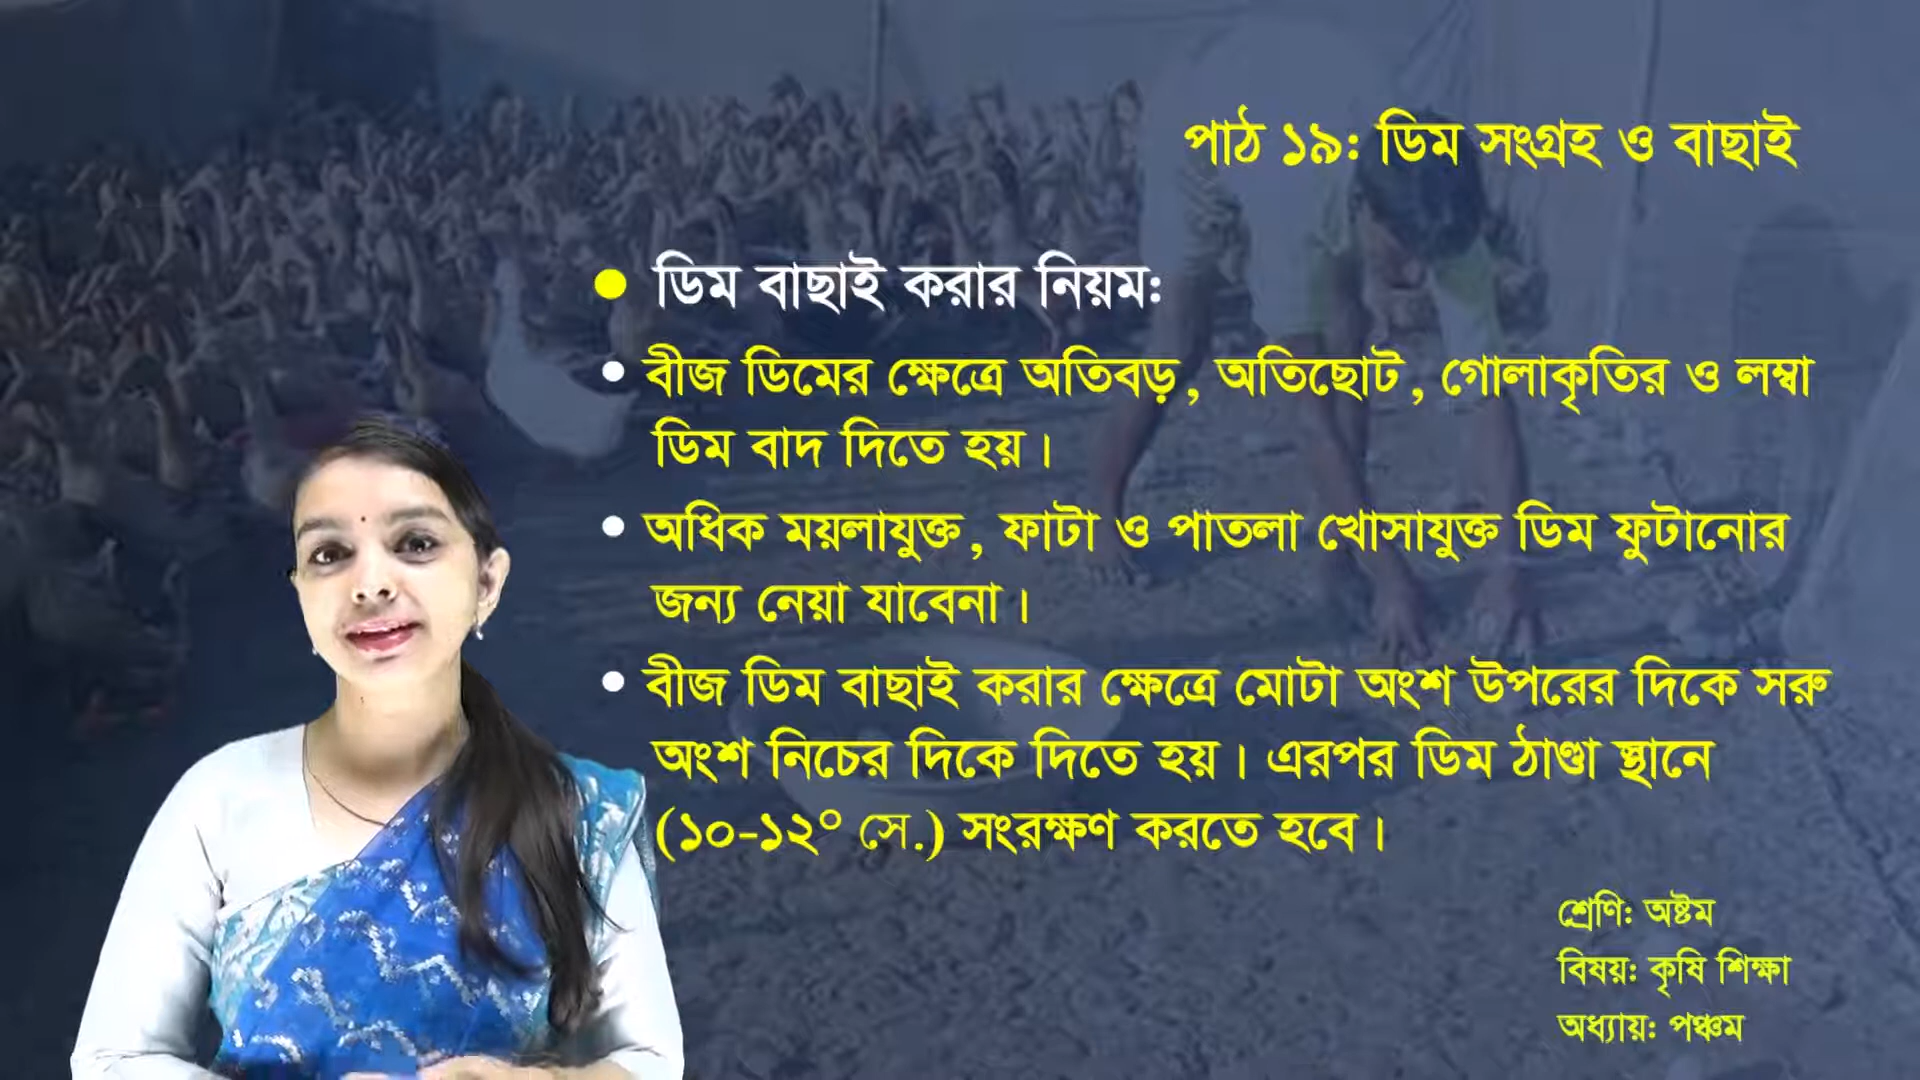 পাঠ ১৯: ডিম সংগ্রহ ও বাছাই
ডিম বাছাই করার নিয়ম:
• বীজ ডিমের ক্ষেত্রে অতিবড়, অতিছোট, গোলাকৃতির ও লম্বা
ডিম বাদ দিতে হয়।
• অধিক ময়লাযুক্ত, ফাটা ও পাতলা খোসাযুক্ত ডিম ফুটানোর
জন্য নেয়া যাবেনা।
• বীজ ডিম বাছাই করার ক্ষেত্রে মোটা অংশ উপরের দিকে সরু
অংশ নিচের দিকে দিতে হয়। এরপর ডিম ঠাণ্ডা স্থানে
(১০-১২° সে.) সংরক্ষণ করতে হবে।
শ্রেণি: অষ্টম
বিষয়: কৃষি শিক্ষা
অধ্যায়: পঞ্চম